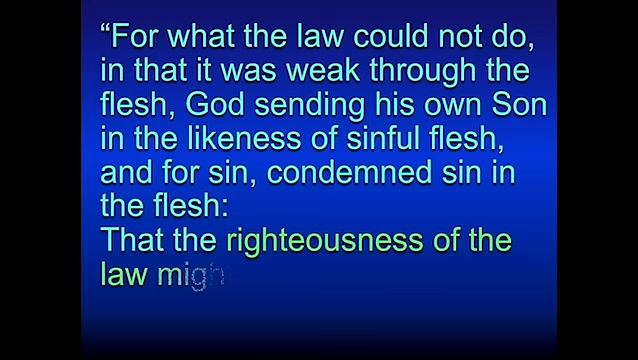 “For what the law could not do,
in that it was weak through the
flesh, God sending his own Son
in the likeness of sinful flesh,
and for sin, condemned sin in
the flesh:
That the righteousness of the
law migh